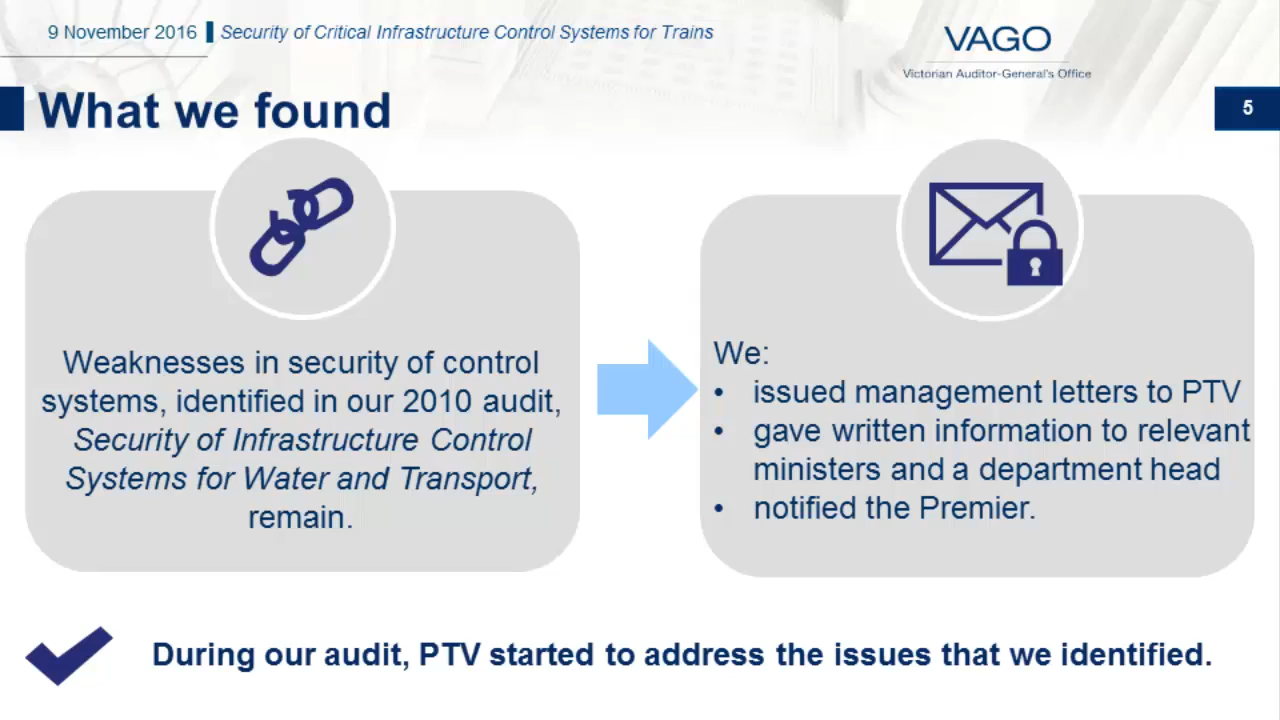 9 November 2016 Security of Critical Infrastructure Control Systems for Trains
VAGO
Victorian Auditor-General's Office
What we found
5
Weaknesses in security of control
systems, identified in our 2010 audit,
Security of Infrastructure Control
Systems for Water and Transport,
remain.
We:
• issued management letters to PTV
• gave written information to relevant
ministers and a department head
• notified the Premier.
During our audit, PTV started to address the issues that we identified.